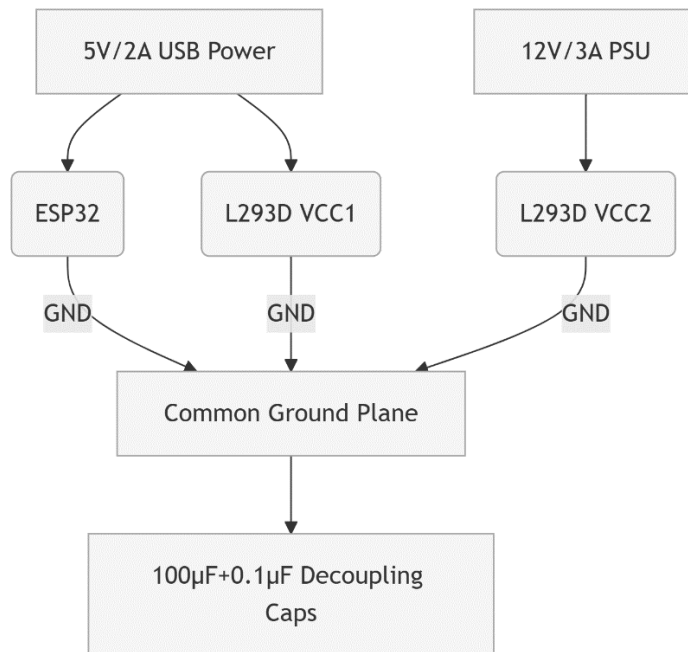 5V/2A USB Power
12V/3A PSU
ESP32
L293D VCC1
L293D VCC2
GND
GND
GND
Common Ground Plane
100μF+0.1μF Decoupling
Caps